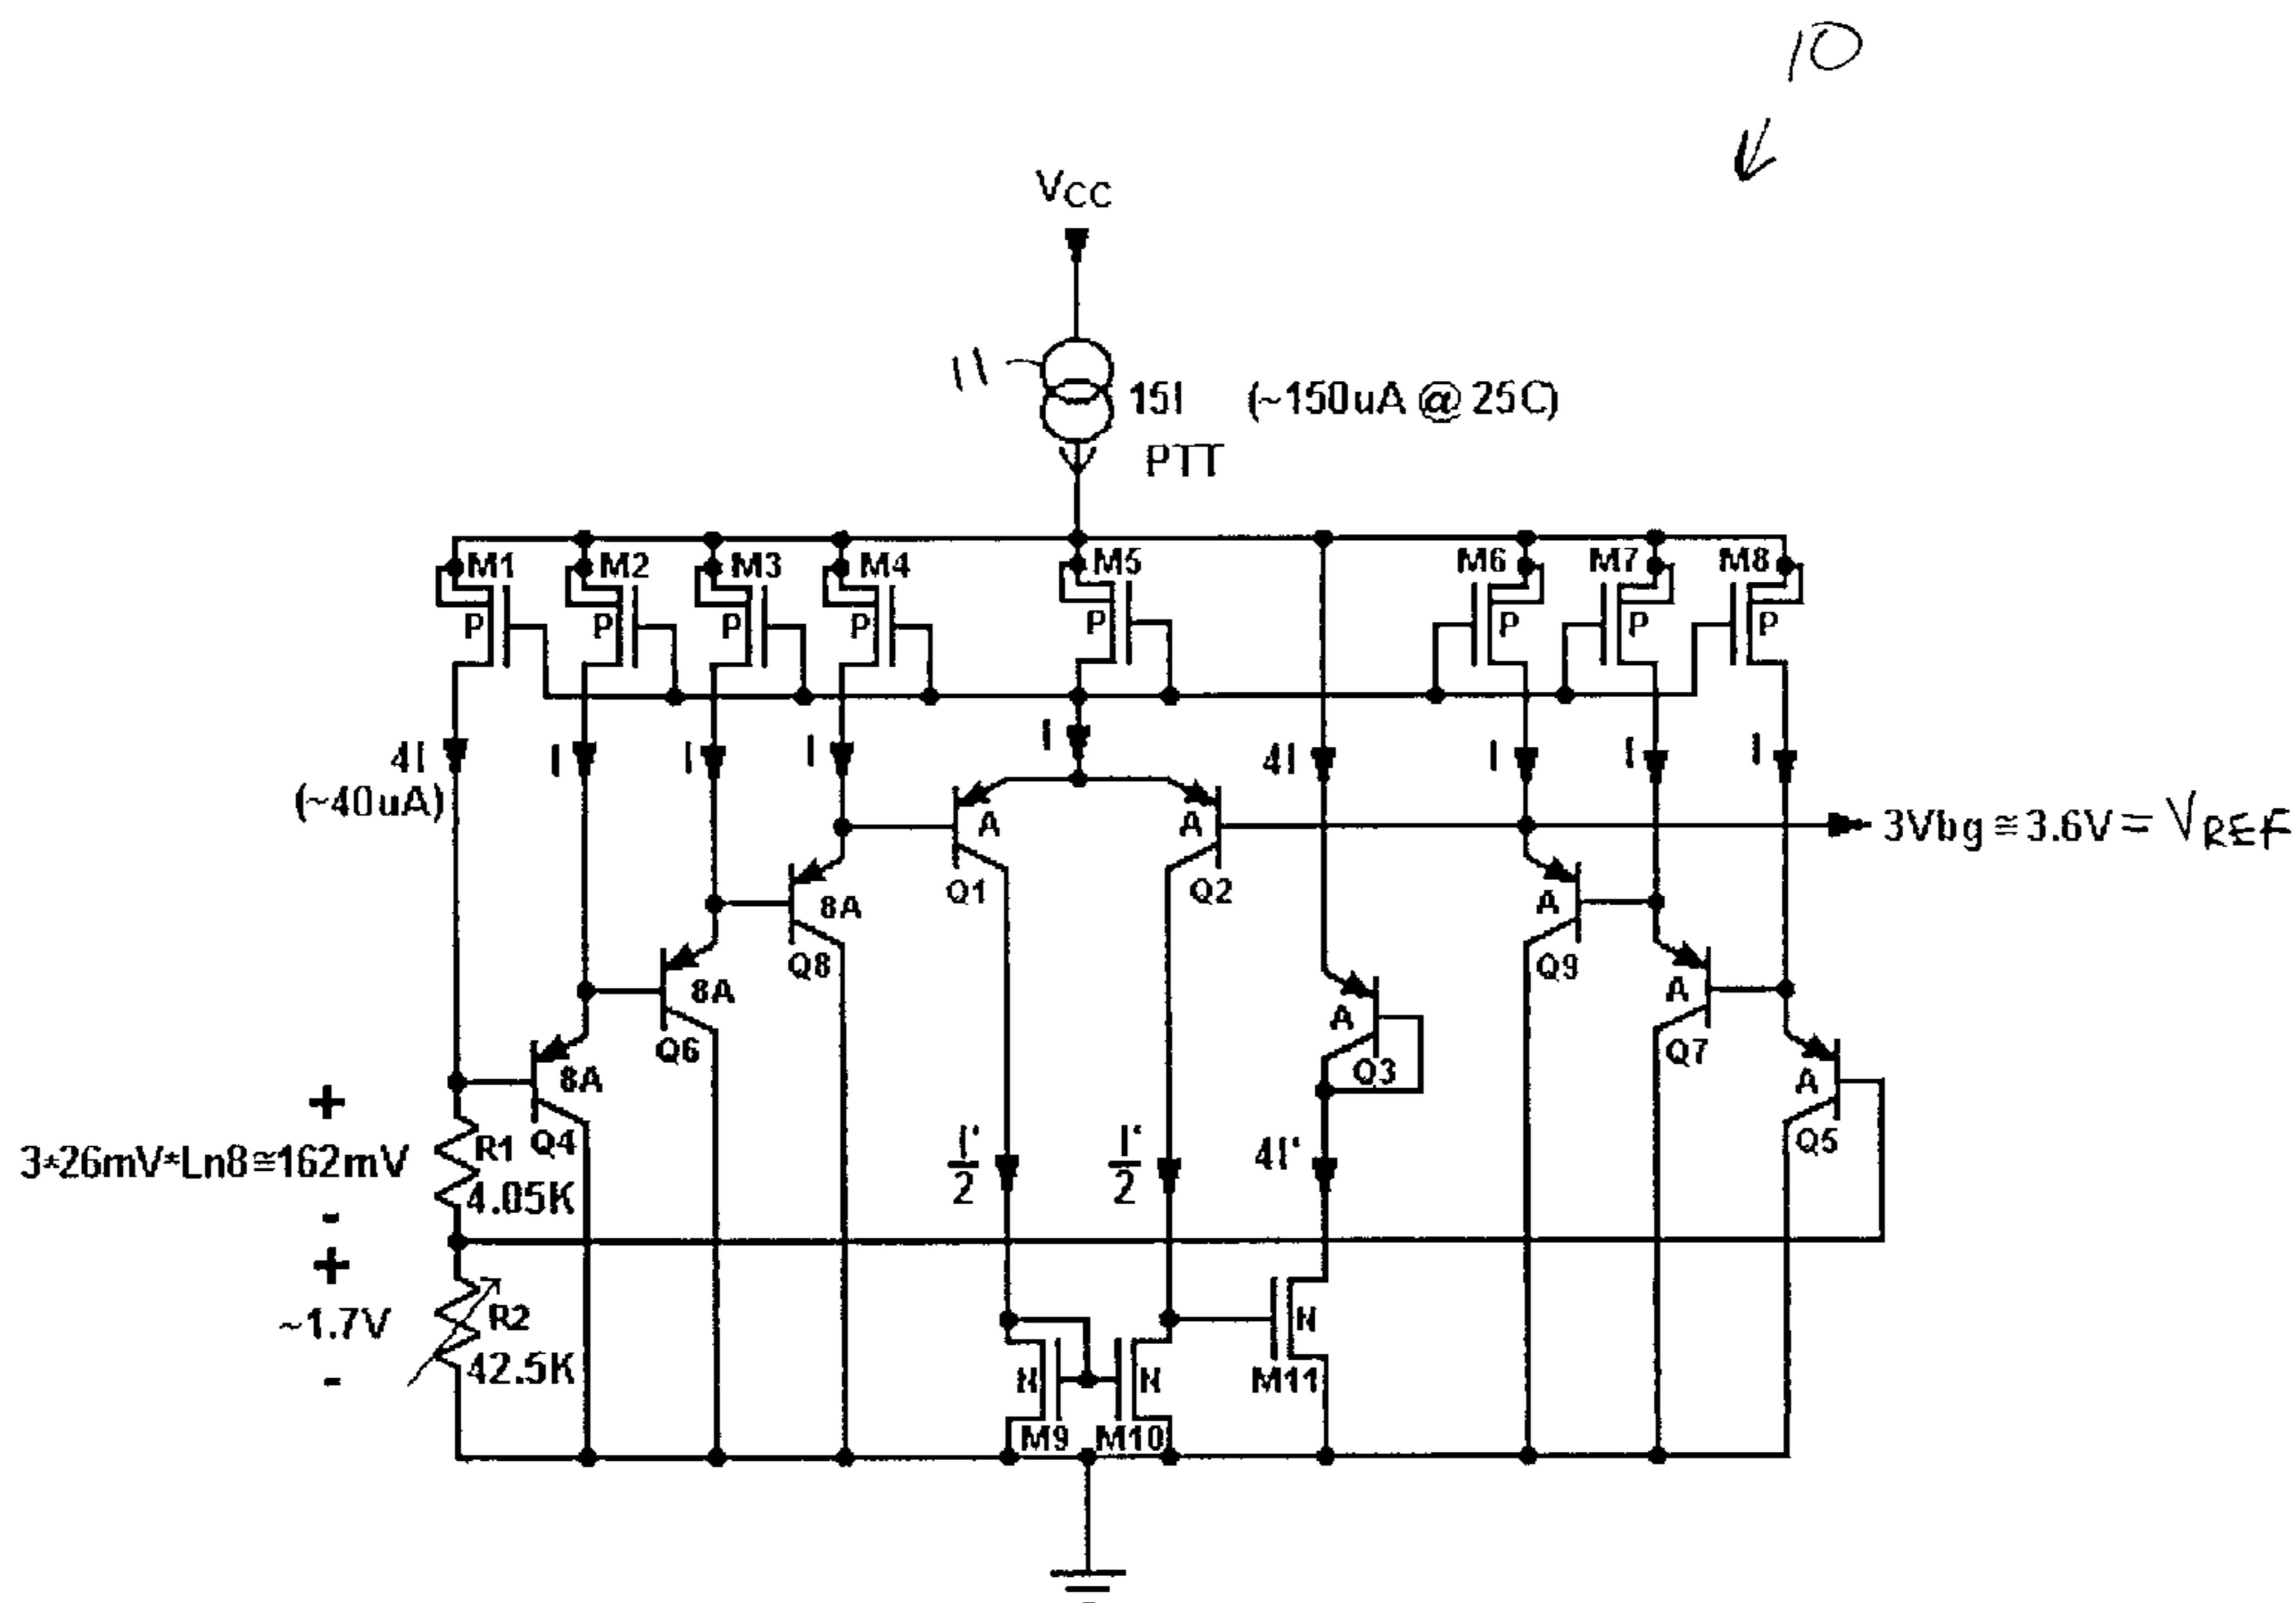 10
VCC
11
15I (~150uA @ 25C)
PTT
M1 M2 M3 M4 M5 M6 M7 M8
P P P P P P P P
4I I I I I 4I I I I
(~40uA)
A A 3Vbg ≅ 3.6V = VREF
Q1 Q2
8A A
Q8 Q9
8A A A
Q6 Q3 Q7
+ 8A A
Q4 Q5
3*26mV*Ln8≅162mV R1
4.05K
I'/2 I'/2 4I'
-
+
~1.7V R2
42.5K
-
N N N
M9 M10 M11